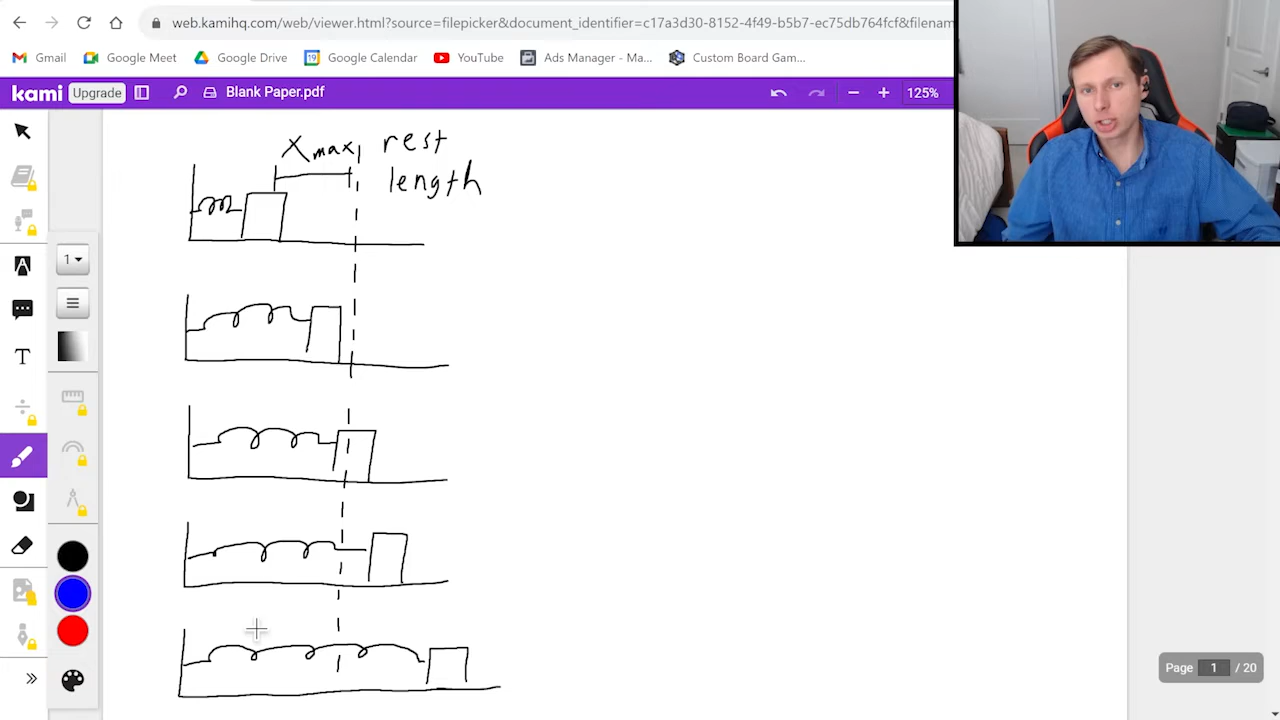 web.kamihq.com/web/viewer.html?source=filepicker&document_identifier=c17a3d30-8152-4f49-b5b7-ec75db764fcf&filenam
Gmail Google Meet Google Drive 19 Google Calendar YouTube Ads Manager - Ma... Custom Board Gam...
kami Upgrade Blank Paper.pdf 125%
Xmax rest
length
A
T
1
Page 1 / 20